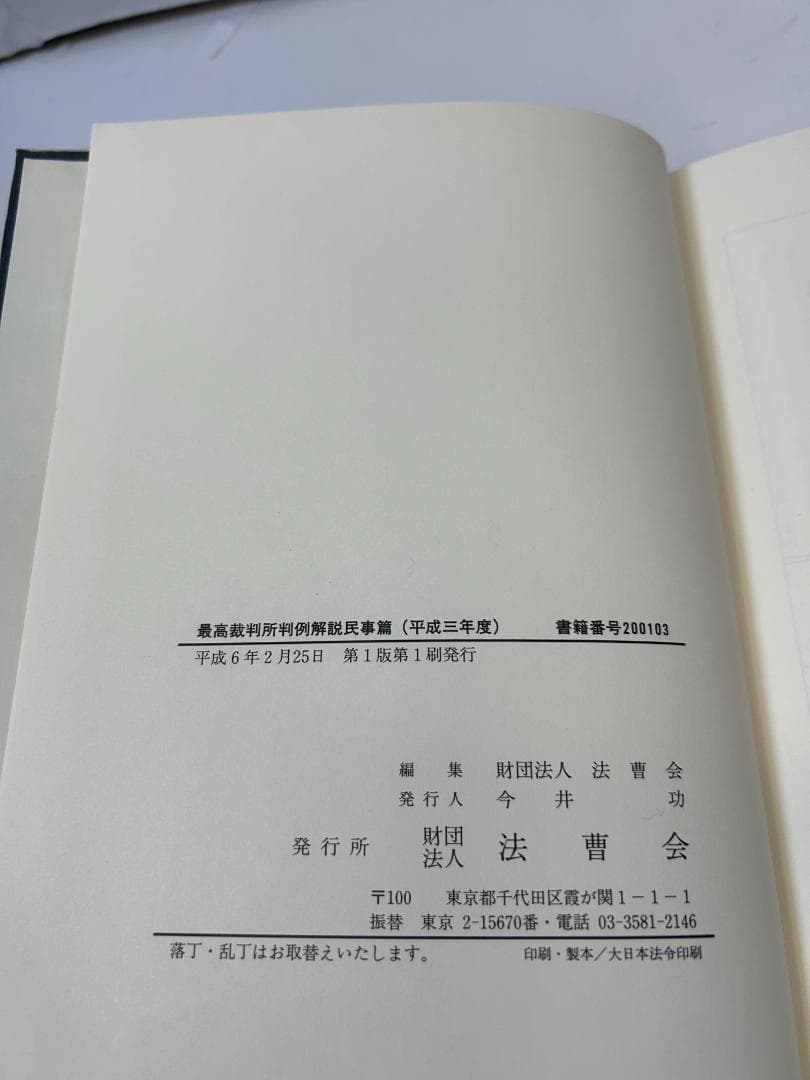 最高裁判所判例解説民事篇（平成三年度）　書籍番号200103
平成6年2月25日　第1版第1刷発行
編集　財団法人　法曹会
発行人　今井　功
発行所　財団法人　法曹会
〒100　東京都千代田区霞が関1－1－1
振替　東京 2-15670番・電話 03-3581-2146
落丁・乱丁はお取替えいたします。　印刷・製本／大日本法令印刷